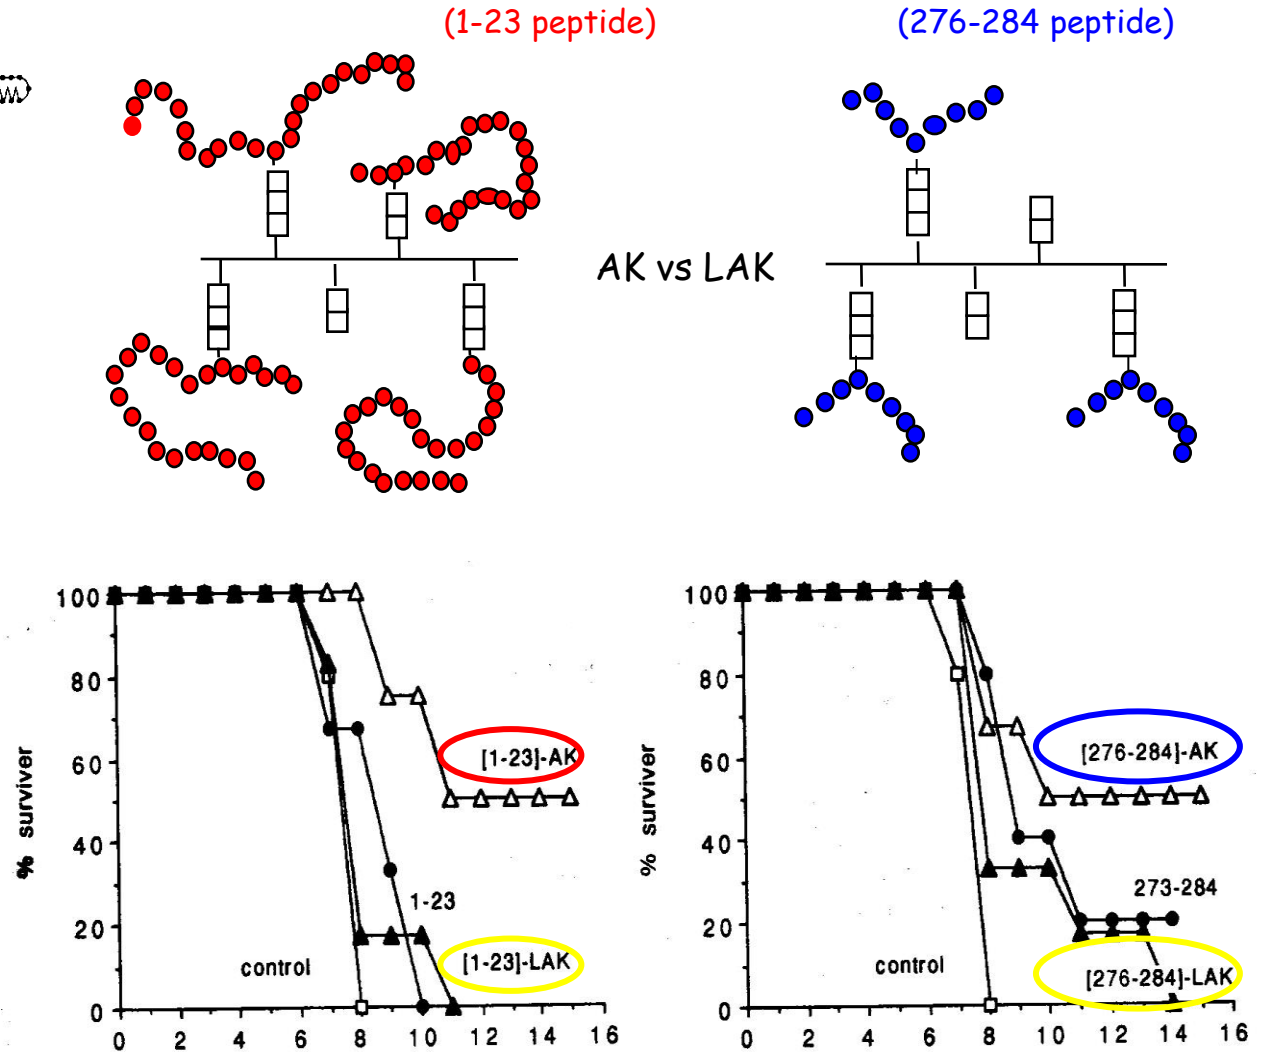 (1-23 peptide)
(276-284 peptide)
AK vs LAK
100
80
60
40
20
0
% surviver
[1-23]-AK
1-23
[1-23]-LAK
control
0 2 4 6 8 10 12 14 16
100
80
60
40
20
0
% surviver
[276-284]-AK
273-284
[276-284]-LAK
control
0 2 4 6 8 10 12 14 16